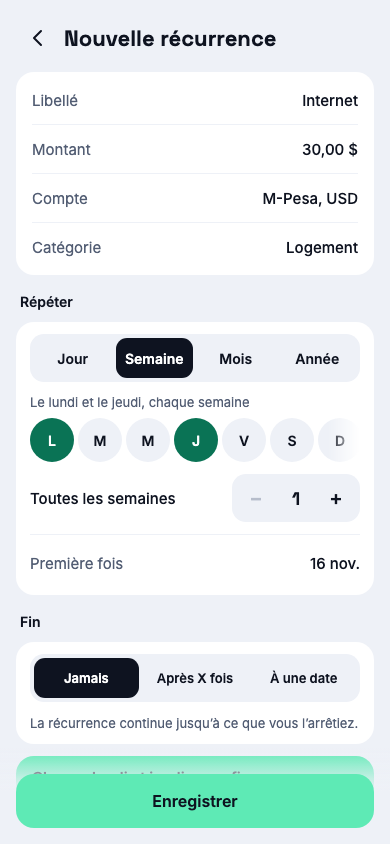 Nouvelle récurrence
Libellé Internet
Montant 30,00 $
Compte M-Pesa, USD
Catégorie Logement
Répéter
Jour Semaine Mois Année
Le lundi et le jeudi, chaque semaine
L M M J V S D
Toutes les semaines − 1 +
Première fois 16 nov.
Fin
Jamais Après X fois À une date
La récurrence continue jusqu’à ce que vous l’arrêtiez.
Enregistrer